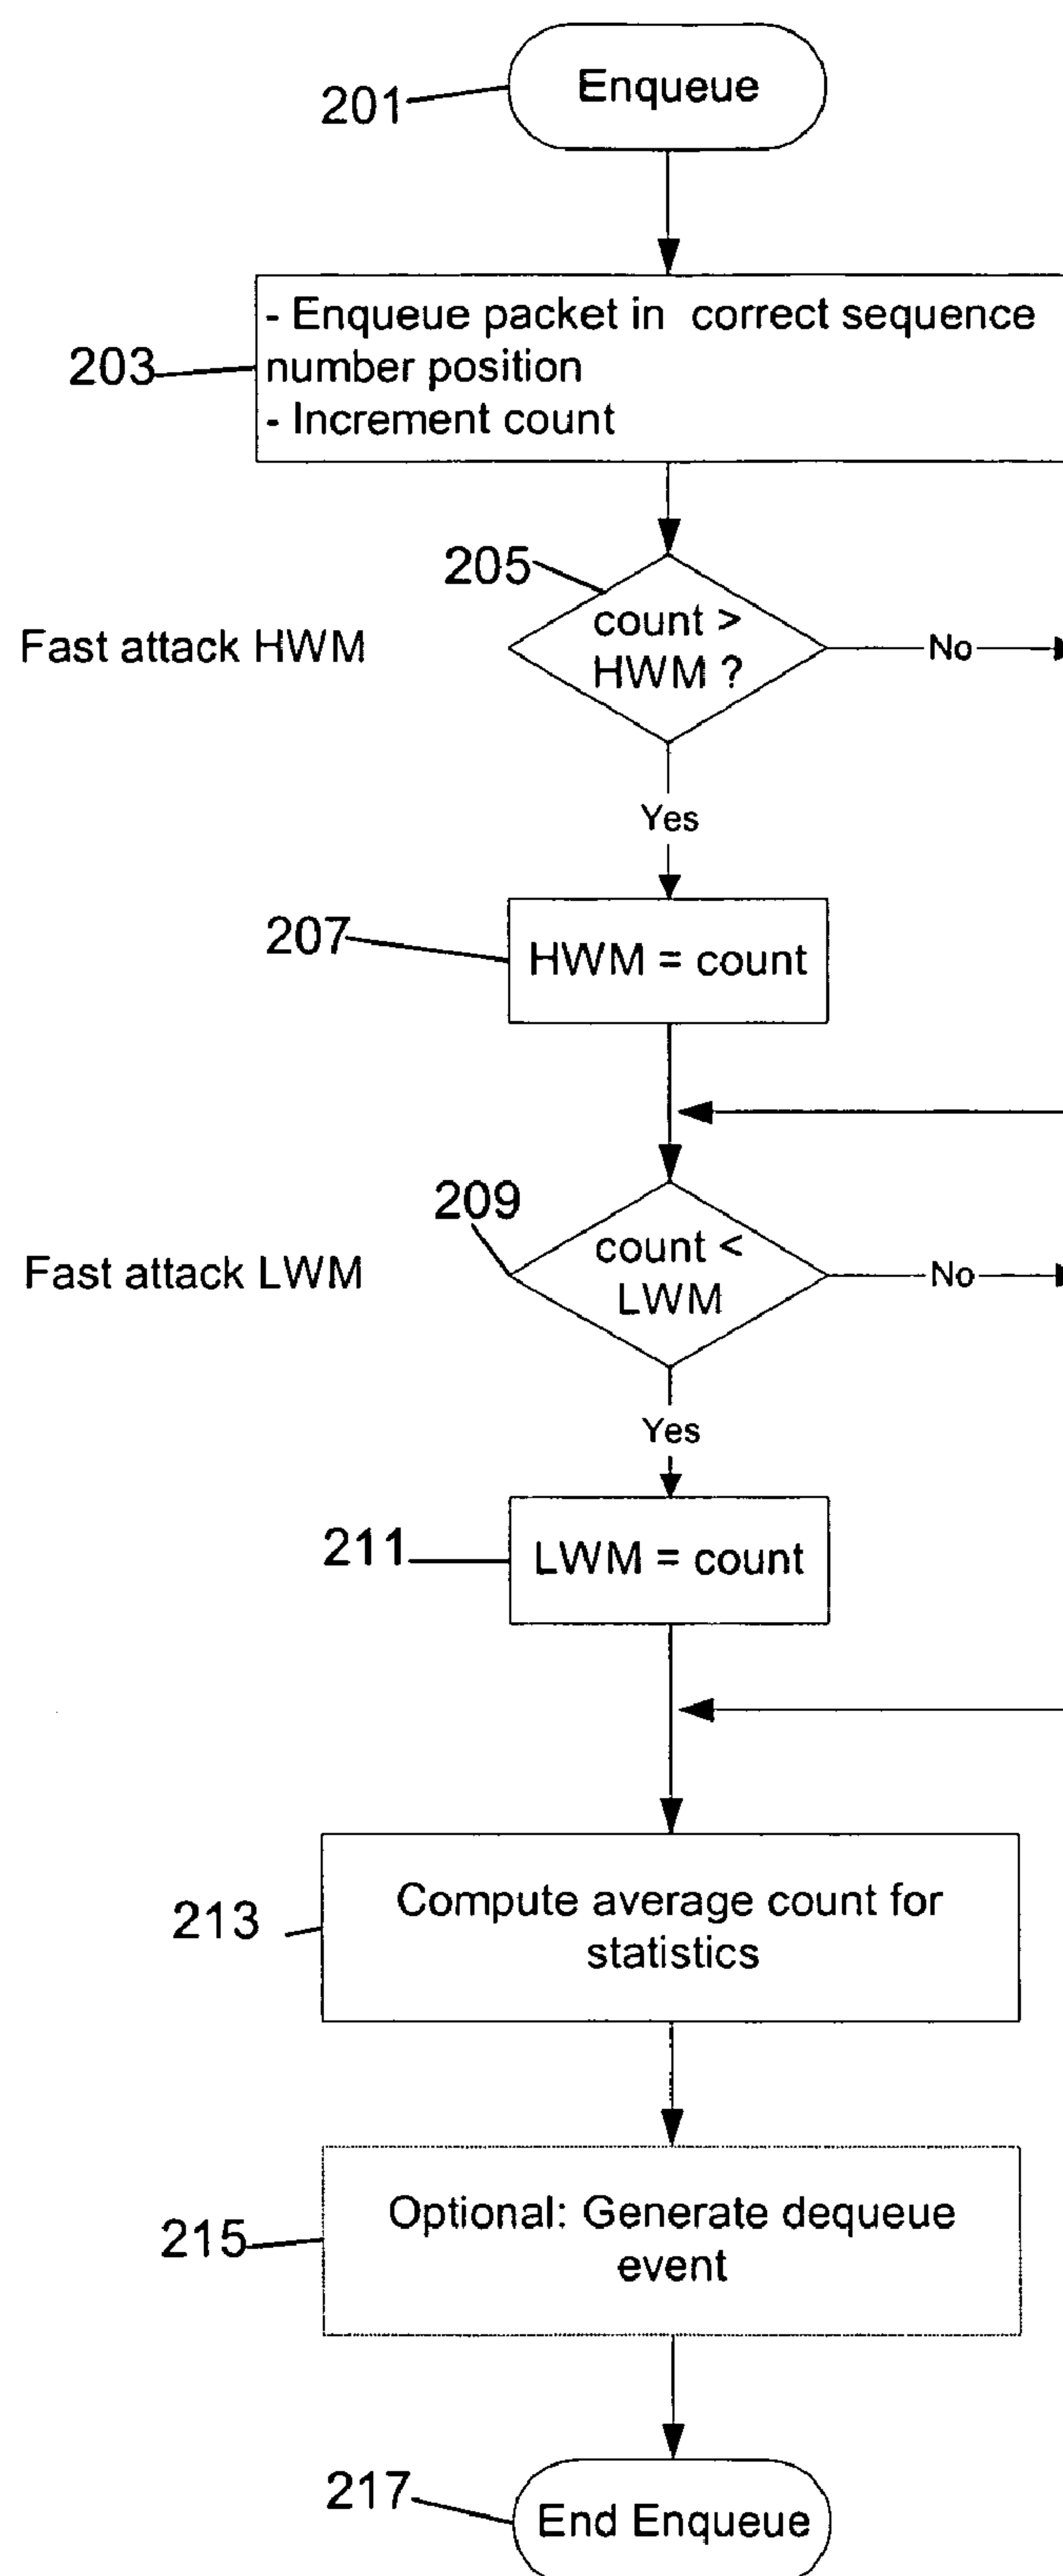 201
Enqueue
203
- Enqueue packet in correct sequence
number position
- Increment count
205
Fast attack HWM
count >
HWM ?
No
Yes
207
HWM = count
209
Fast attack LWM
count <
LWM
No
Yes
211
LWM = count
213
Compute average count for
statistics
215
Optional: Generate dequeue
event
217
End Enqueue